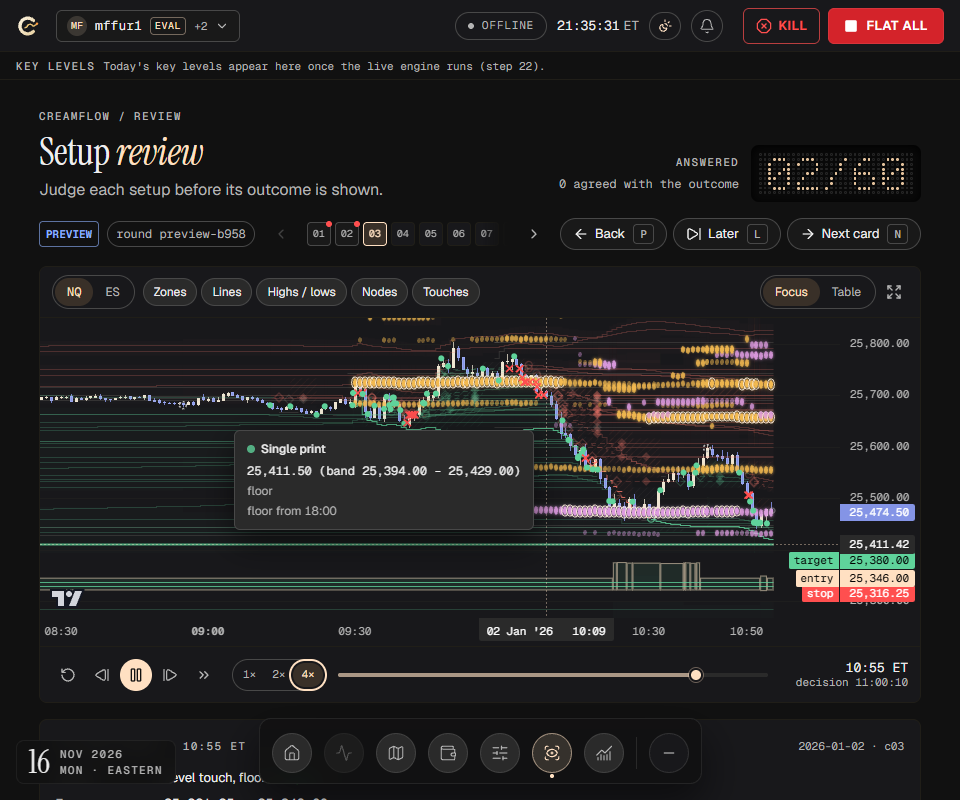 MF mffur1 EVAL +2
OFFLINE
21:35:31 ET
KILL
FLAT ALL
KEY LEVELS Today's key levels appear here once the live engine runs (step 22).
CREAMFLOW / REVIEW
Setup review
Judge each setup before its outcome is shown.
ANSWERED
0 agreed with the outcome
02/60
PREVIEW
round preview-b958
01 02 03 04 05 06 07
Back P
Later L
Next card N
NQ ES
Zones
Lines
Highs / lows
Nodes
Touches
Focus Table
25,800.00
25,700.00
25,600.00
25,500.00
25,474.50
25,411.42
target 25,380.00
entry 25,346.00
stop 25,316.25
Single print
25,411.50 (band 25,394.00 – 25,429.00)
floor
floor from 18:00
08:30 09:00 09:30 02 Jan '26 10:09 10:30 10:50
1× 2× 4×
10:55 ET
decision 11:00:10
10:55 ET
2026-01-02 · c03
16 NOV 2026
MON · EASTERN